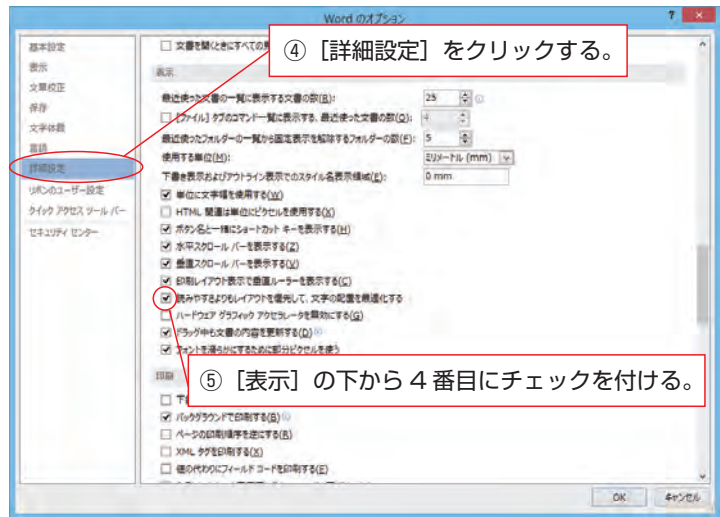 Word のオプション
? ×
基本設定
表示
文章校正
保存
文字体裁
言語
詳細設定
リボンのユーザー設定
クイック アクセス ツール バー
セキュリティ センター
文書を開くときにすべての
④［詳細設定］をクリックする。
表示
最近使った文書の一覧に表示する文書の数(R): 25
[ファイル] タブのコマンド一覧に表示する、最近使った文書の数(Q): 4
最近使ったフォルダーの一覧から固定表示を解除するフォルダーの数(F): 5
使用する単位(M): ミリメートル (mm)
下書き表示およびアウトライン表示でのスタイル名表示領域(E): 0 mm
単位に文字幅を使用する(W)
HTML 関連は単位にピクセルを使用する(X)
ボタン名と一緒にショートカット キーを表示する(H)
水平スクロール バーを表示する(Z)
垂直スクロール バーを表示する(V)
印刷レイアウト表示で垂直ルーラーを表示する(C)
読みやすさよりもレイアウトを優先して、文字の配置を最適化する
ハードウェア グラフィック アクセラレータを無効にする(G)
ドラッグ中も文書の内容を更新する(D)
フォントを滑らかにするために部分ピクセルを使う
⑤［表示］の下から 4 番目にチェックを付ける。
印刷
下
バックグラウンドで印刷する(B)
ページの印刷順序を逆にする(R)
XML タグを印刷する(X)
値の代わりにフィールド コードを印刷する(F)
OK キャンセル